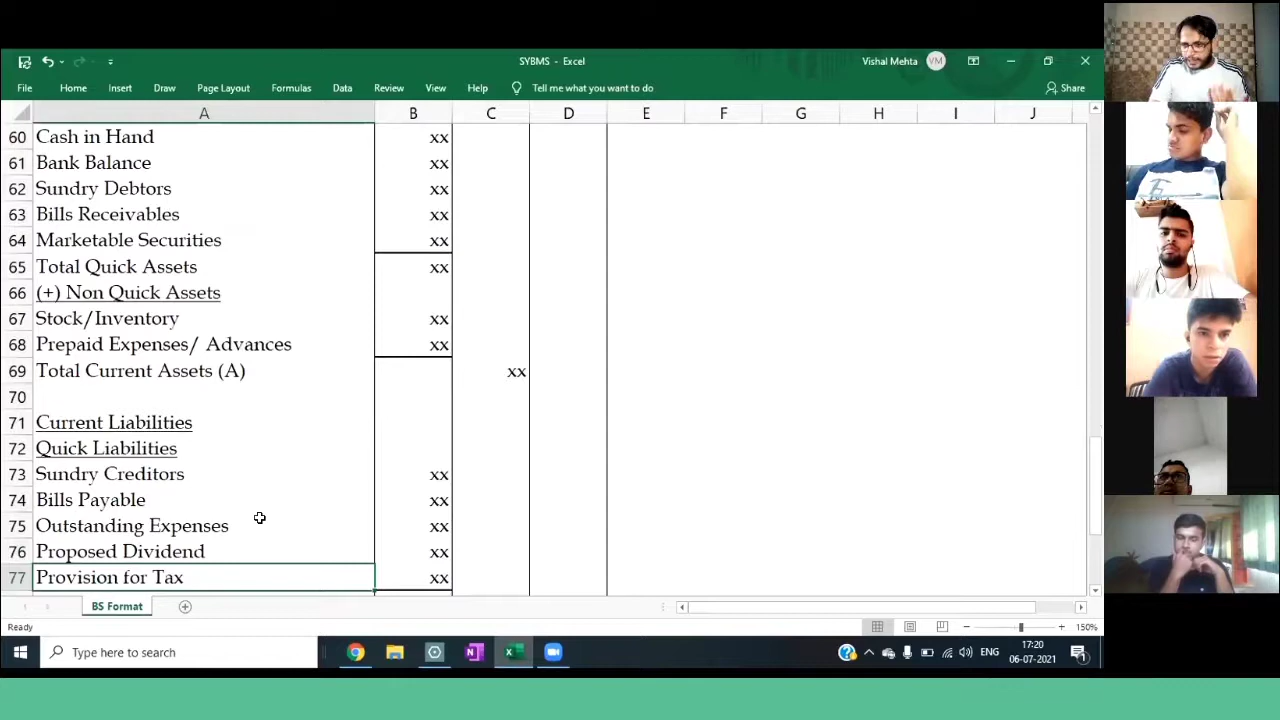 SYBMS - Excel
Vishal Mehta VM
File Home Insert Draw Page Layout Formulas Data Review View Help Tell me what you want to do Share
A B C D E F G H I J
60 Cash in Hand xx
61 Bank Balance xx
62 Sundry Debtors xx
63 Bills Receivables xx
64 Marketable Securities xx
65 Total Quick Assets xx
66 (+) Non Quick Assets
67 Stock/Inventory xx
68 Prepaid Expenses/ Advances xx
69 Total Current Assets (A) xx
70
71 Current Liabilities
72 Quick Liabilities
73 Sundry Creditors xx
74 Bills Payable xx
75 Outstanding Expenses xx
76 Proposed Dividend xx
77 Provision for Tax xx
BS Format
Ready 150%
Type here to search ENG 17:20
06-07-2021 1